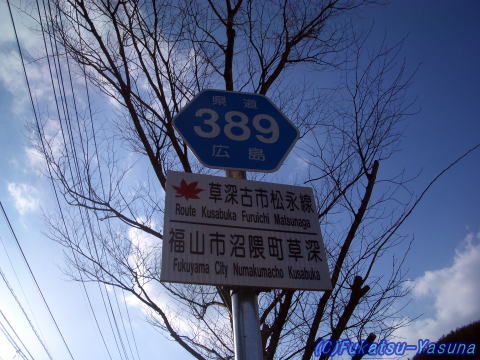 県道
389
広島
草深古市松永線
Route Kusabuka Furuichi Matsunaga
福山市沼隈町草深
Fukuyama City Numakumacho Kusabuka
(C)Fuketsu-Yasuna